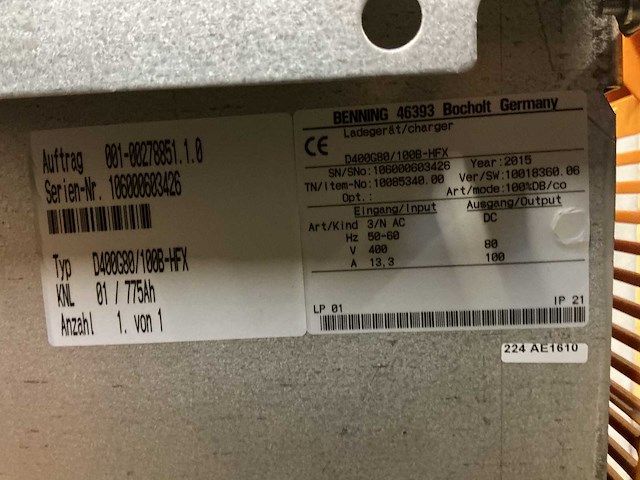 Auftrag 001-00278851.1.0
Serien-Nr. 106000603426
Typ D400G80/100B-HFX
KNL 01 / 775Ah
Anzahl 1. von 1
BENNING 46393 Bocholt Germany
Ladegerät/charger
CE
D400G80/100B-HFX
SN/SNo:106000603426 Year:2015
TN/item-No:10085340.00 Ver/SW:10018360.06
Opt.: Art/mode:100%DB/co
Eingang/Input Ausgang/Output
Art/Kind 3/N AC DC
Hz 50-60
V 400 80
A 13,3 100
LP 01 IP 21
224 AE1610